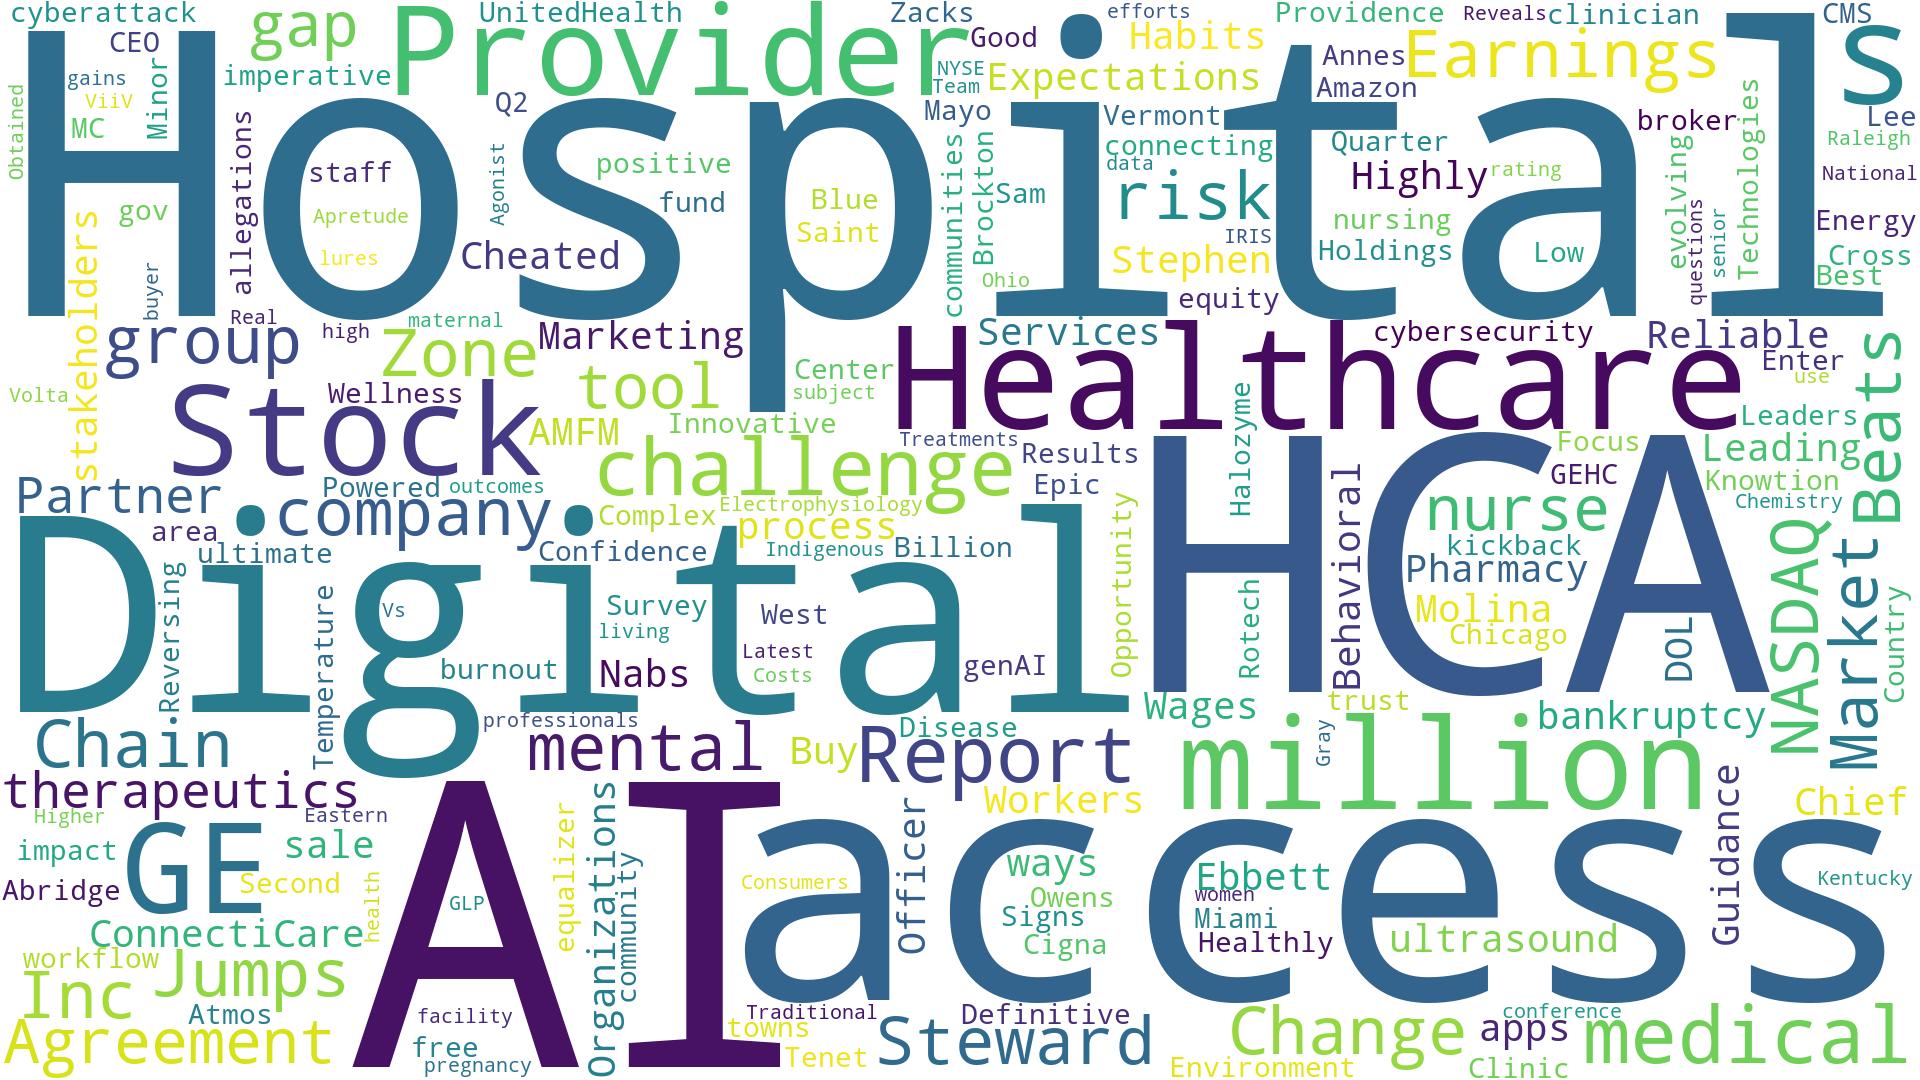 cyberattack
gap
UnitedHealth
Provider
Zacks
efforts
Providence
Reveals
clinician
CMS
CEO
Good
Habits
Annes
Earnings
s
gains
imperative
NYSE
Team
Expectations
Amazon
ViiV
Minor
Obtained
MC
Q2
Mayo
Vermont
Quarter
broker
Lee
Raleigh
Hospital
allegations
staff
Agonist
positive
communities
Brockton
connecting
data
risk
Highly
rating
evolving
Technologies
National
gov
Apretude
fund
Blue
Saint
Sam
nursing
IRIS
Holdings
Low
questions
senior
Energy
stakeholders
lures
Cheated
Stephen
Cross
Best
buyer
Ohio
equity
Real
high
maternal
group
Zone
Marketing
Services
Healthcare
cybersecurity
Reliable
Enter
use
Volta
Wellness
tool
Center
subject
Stock
AMFM
Innovative
Halozyme
Leaders
Beats
challenge
Treatments
Results
Focus
Leading
Partner
Powered
outcomes
Epic
GEHC
Knowtion
company
Complex
Electrophysiology
process
HCA
nurse
Chemistry
area
ultimate
Confidence
Indigenous
Billion
Opportunity
Behavioral
kickback
Pharmacy
NASDAQ
Market
Digital
Reversing
Temperature
Vs
Survey
living
West
Rotech
Molina
Chicago
DOL
Country
burnout
Nabs
Latest
Costs
genAI
Wages
trust
bankruptcy
Chain
professionals
mental
Buy
Disease
Report
million
Gray
therapeutics
Workers
Guidance
Chief
Higher
Eastern
impact
GE
sale
AI
equalizer
Organizations
community
access
Officer
ways
Ebbett
Abridge
Second
health
GLP
Consumers
Owens
women
Kentucky
ConnectiCare
Signs
Miami
workflow
Jumps
Cigna
Healthly
ultrasound
Inc
Atmos
facility
Traditional
Definitive
conference
Agreement
free
towns
Steward
Change
apps
medical
pregnancy
Tenet
Environment
Clinic